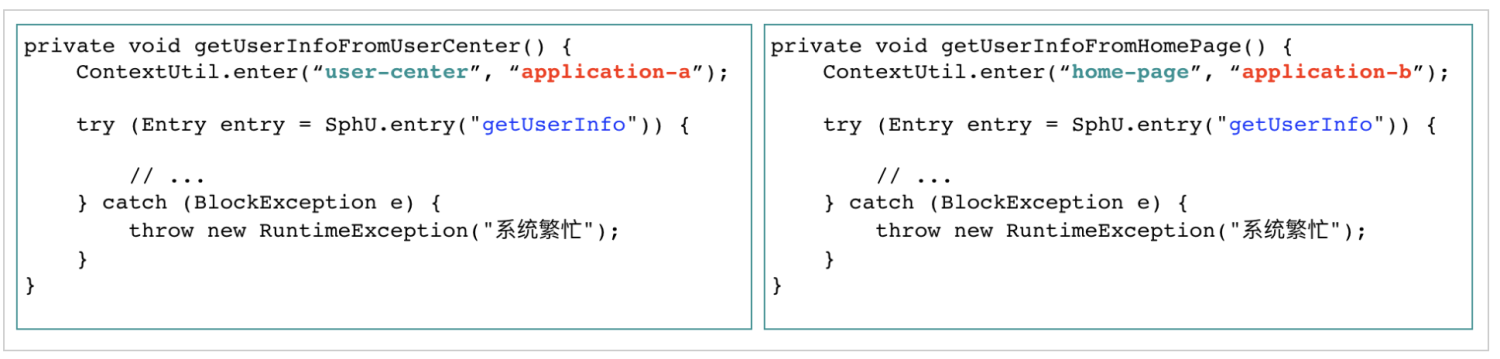 private void getUserInfoFromUserCenter() {
    ContextUtil.enter(“user-center”, “application-a”);

    try (Entry entry = SphU.entry("getUserInfo")) {

        // ...
    } catch (BlockException e) {
        throw new RuntimeException("系统繁忙");
    }
}

private void getUserInfoFromHomePage() {
    ContextUtil.enter(“home-page”, “application-b”);

    try (Entry entry = SphU.entry("getUserInfo")) {

        // ...
    } catch (BlockException e) {
        throw new RuntimeException("系统繁忙");
    }
}